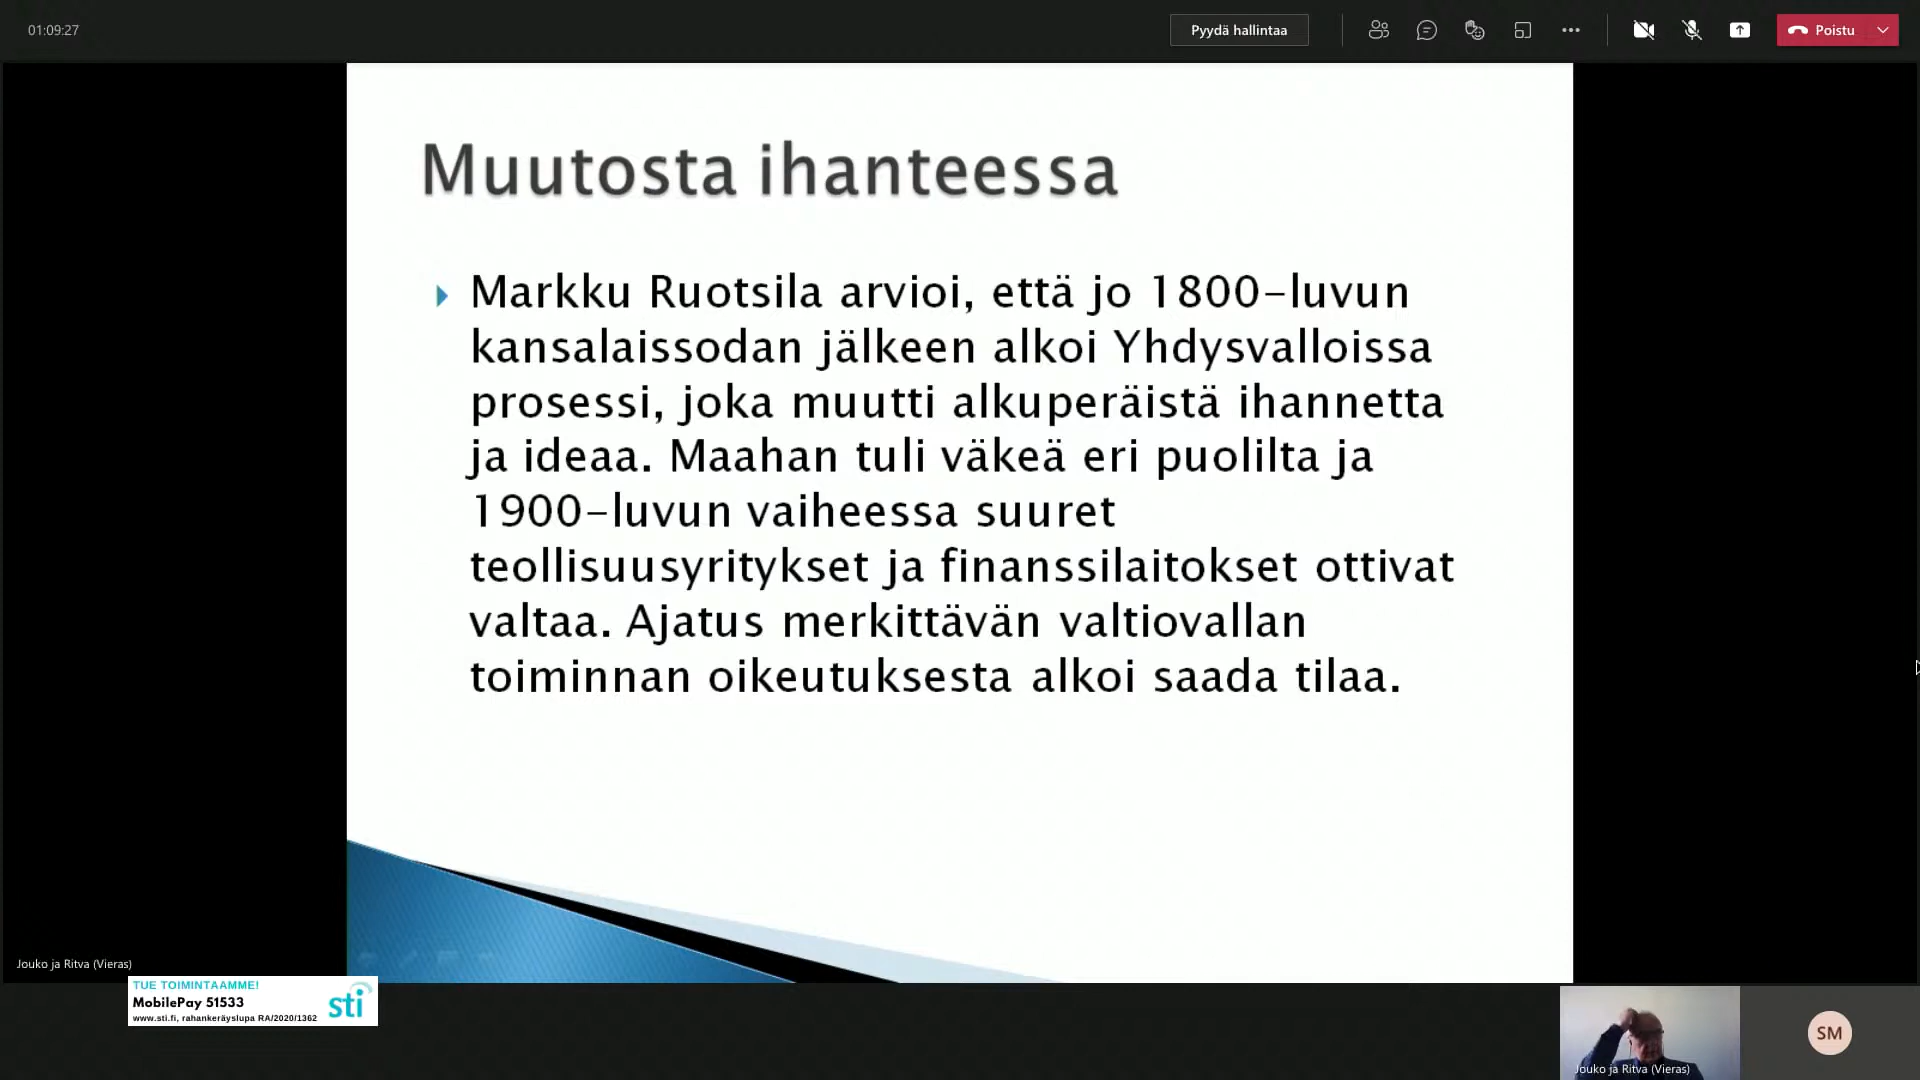 01:09:27
Pyydä hallintaa
Poistu
Muutosta ihanteessa
Markku Ruotsila arvioi, että jo 1800-luvun
kansalaissodan jälkeen alkoi Yhdysvalloissa
prosessi, joka muutti alkuperäistä ihannetta
ja ideaa. Maahan tuli väkeä eri puolilta ja
1900-luvun vaiheessa suuret
teollisuusyritykset ja finanssilaitokset ottivat
valtaa. Ajatus merkittävän valtiovallan
toiminnan oikeutuksesta alkoi saada tilaa.
Jouko ja Ritva (Vieras)
TUE TOIMINTAAMME!
MobilePay 51533
www.sti.fi, rahankeräyslupa RA/2020/1362
sti
Jouko ja Ritva (Vieras)
SM